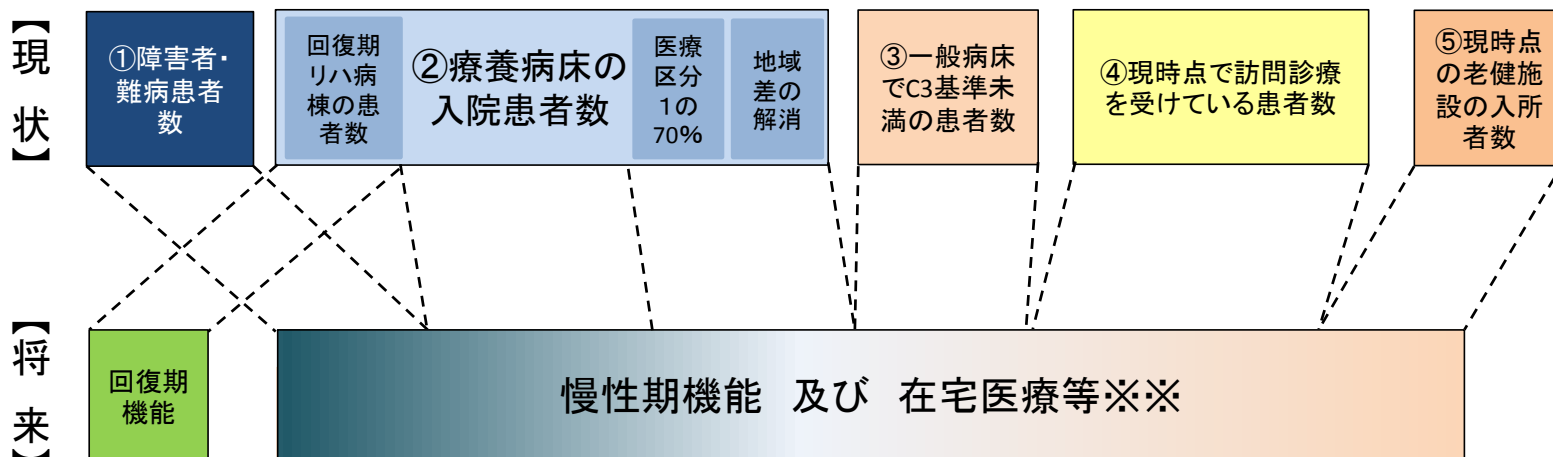 【現状】
①障害者・
難病患者
数
回復期
リハ病
棟の患
者数
②療養病床の
入院患者数
医療
区分
1の
70%
地域
差の
解消
③一般病床
でC3基準未
満の患者数
④現時点で訪問診療
を受けている患者数
⑤現時点
の老健施
設の入所
者数
【将来】
回復期
機能
慢性期機能 及び 在宅医療等※※